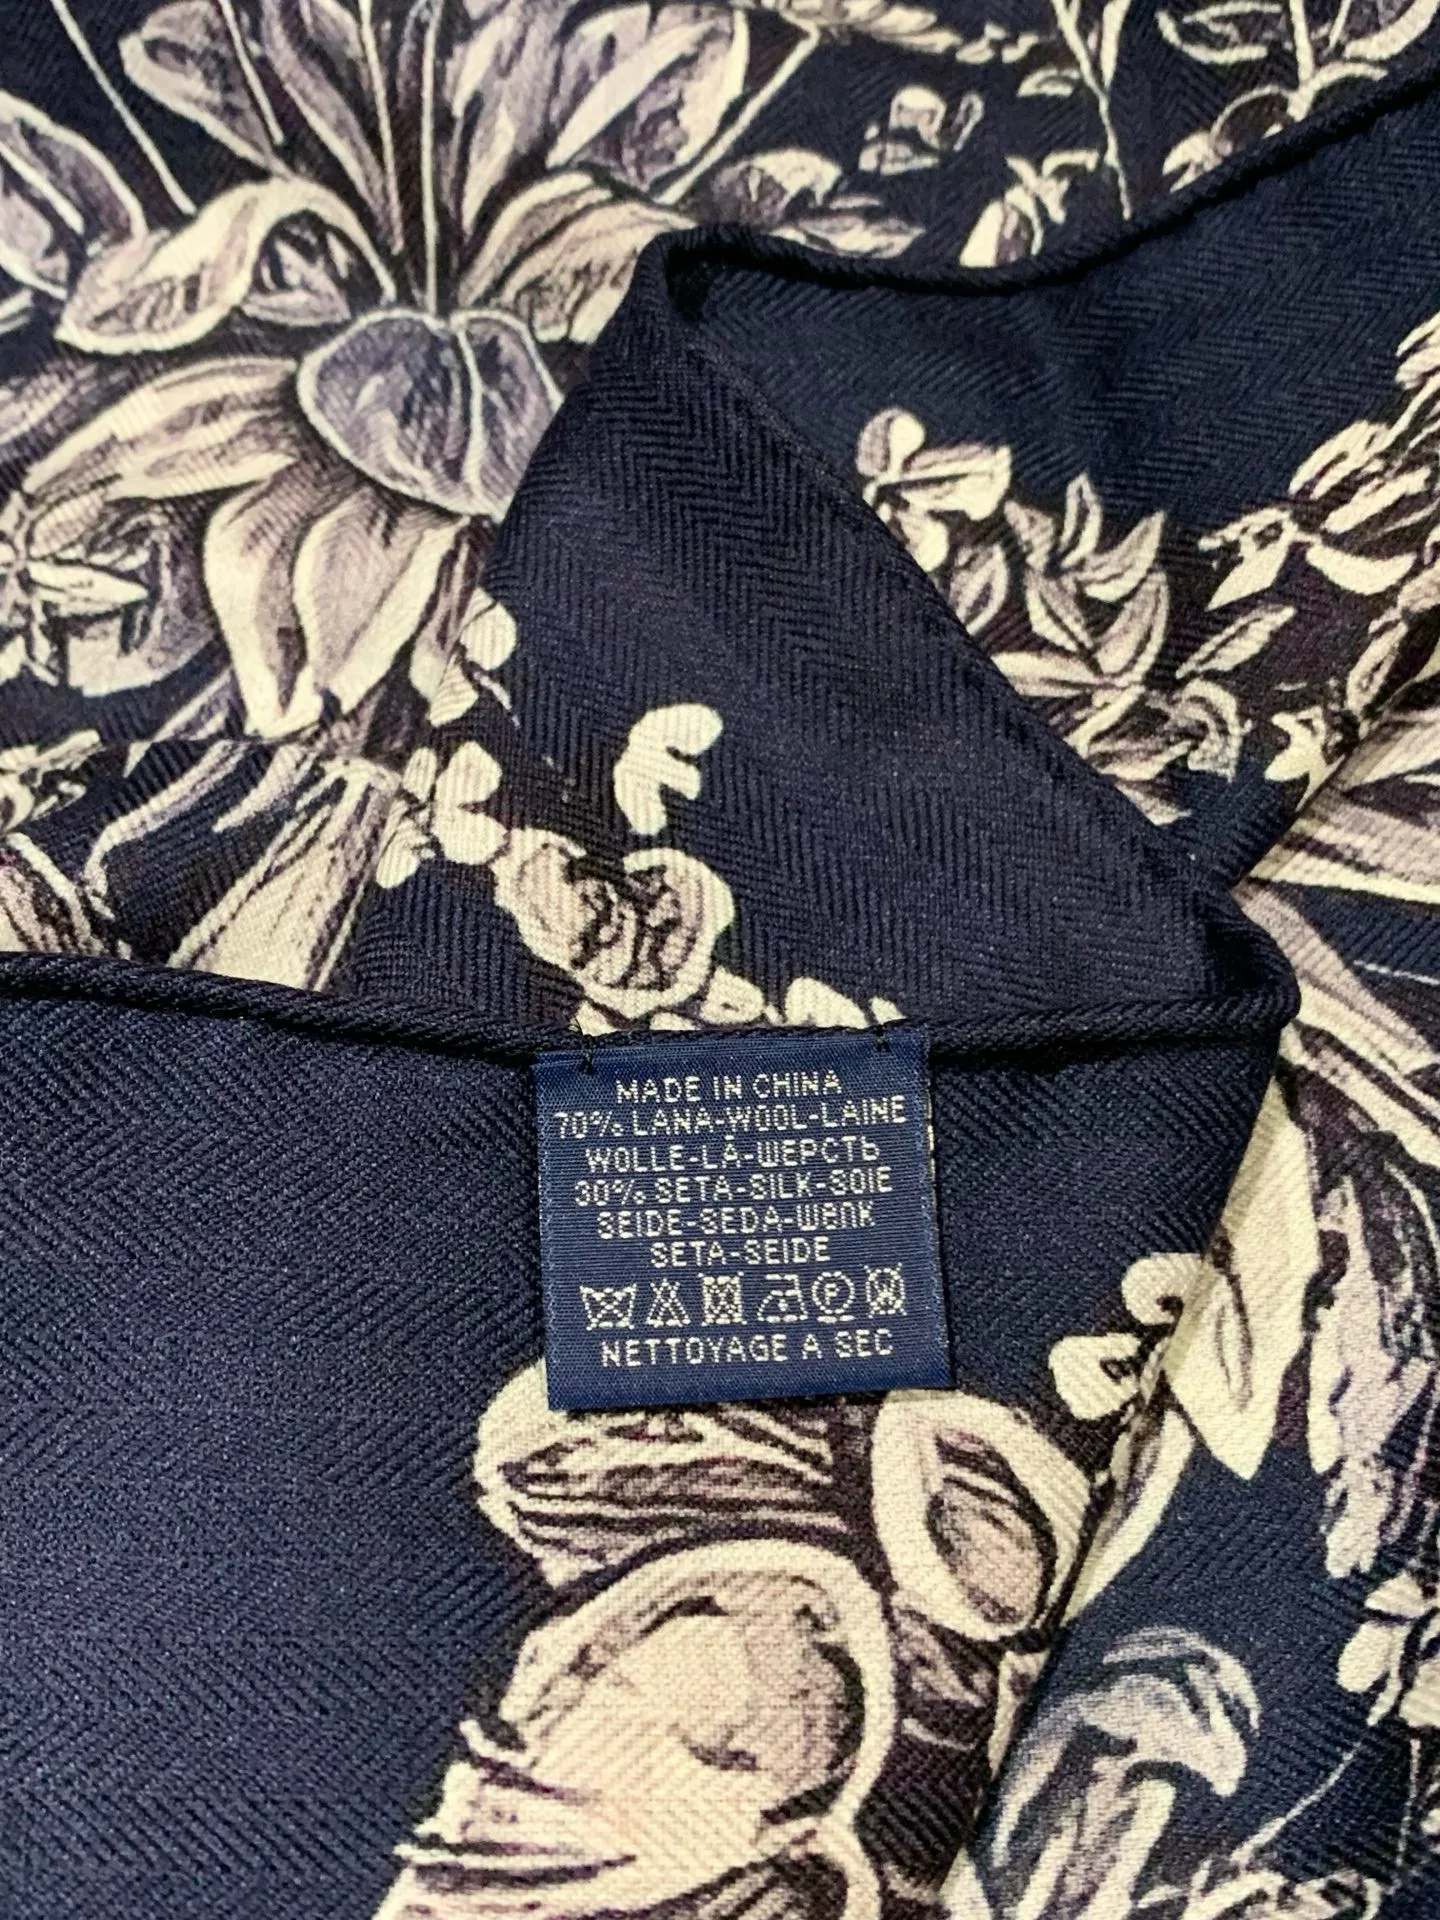 MADE IN CHINA
70% LANA-WOOL-LAINE
WOLLE-LÃ-ШЕРСТЬ
30% SETA-SILK-SOIE
SEIDE-SEDA-Шелк
SETA-SEIDE
F
NETTOYAGE A SEC